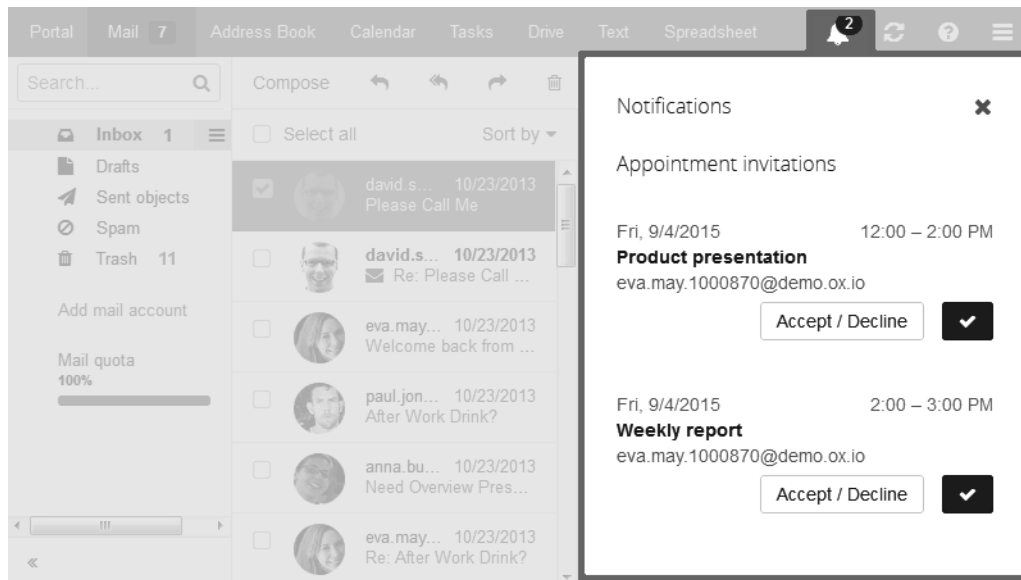 Portal Mail 7 Address Book Calendar Tasks Drive Text Spreadsheet 2
Search...
Inbox 1
Drafts
Sent objects
Spam
Trash 11
Add mail account
Mail quota
100%
Compose
Select all Sort by
david.s... 10/23/2013
Please Call Me
david.s... 10/23/2013
Re: Please Call ...
eva.may... 10/23/2013
Welcome back from ...
paul.jon... 10/23/2013
After Work Drink?
anna.bu... 10/23/2013
Need Overview Pres...
eva.may... 10/23/2013
Re: After Work Drink?
Notifications
Appointment invitations
Fri, 9/4/2015 12:00 – 2:00 PM
Product presentation
eva.may.1000870@demo.ox.io
Accept / Decline
Fri, 9/4/2015 2:00 – 3:00 PM
Weekly report
eva.may.1000870@demo.ox.io
Accept / Decline